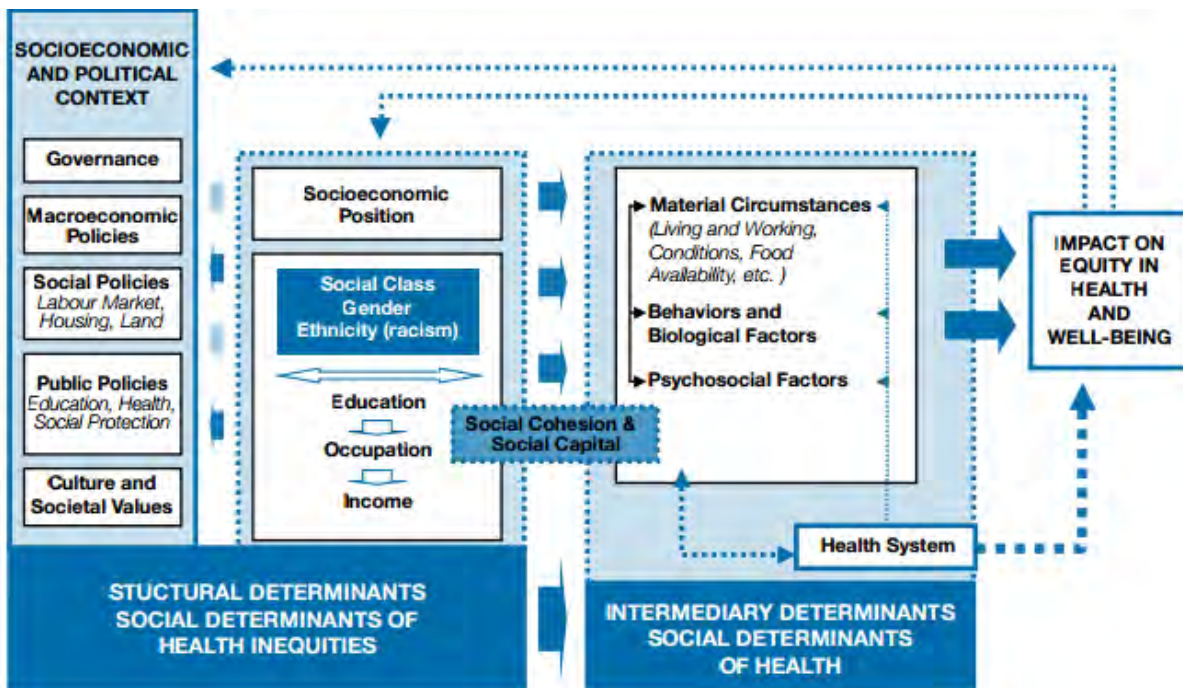 SOCIOECONOMIC
AND POLITICAL
CONTEXT
Governance
Macroeconomic
Policies
Social Policies
Labour Market,
Housing, Land
Public Policies
Education, Health,
Social Protection
Culture and
Societal Values
Socioeconomic
Position
Social Class
Gender
Ethnicity (racism)
Education
Occupation
Income
Social Cohesion &
Social Capital
Material Circumstances
(Living and Working,
Conditions, Food
Availability, etc. )
Behaviors and
Biological Factors
Psychosocial Factors
Health System
IMPACT ON
EQUITY IN
HEALTH
AND
WELL-BEING
STUCTURAL DETERMINANTS
SOCIAL DETERMINANTS OF
HEALTH INEQUITIES
INTERMEDIARY DETERMINANTS
SOCIAL DETERMINANTS
OF HEALTH